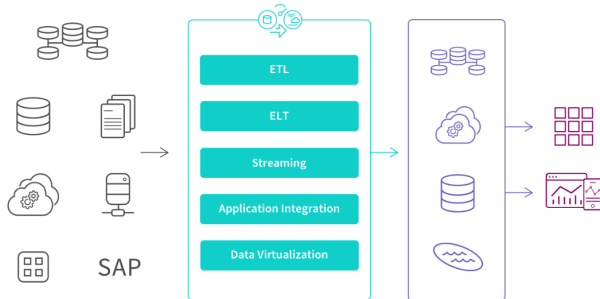 ETL
ELT
Streaming
Application Integration
Data Virtualization
SAP